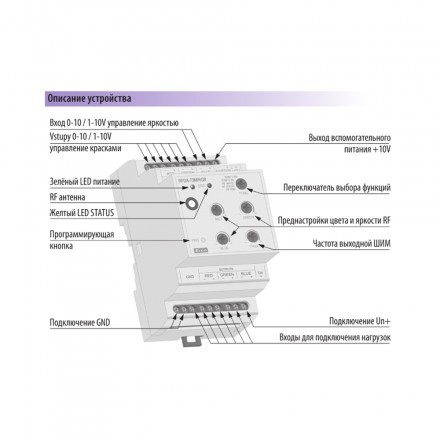 Описание устройства
Вход 0-10 / 1-10V управление яркостью
Vstupy 0-10 / 1-10V
управление красками
Выход вспомогательного
питания +10V
Зелёный LED питание
RF антенна
Желтый LED STATUS
Переключатель выбора функций
Преднастройки цвета и яркости RF
Программирующая
кнопка
Частота выходной ШИМ
Подключение GND
Подключение Un+
Входы для подключения нагрузок